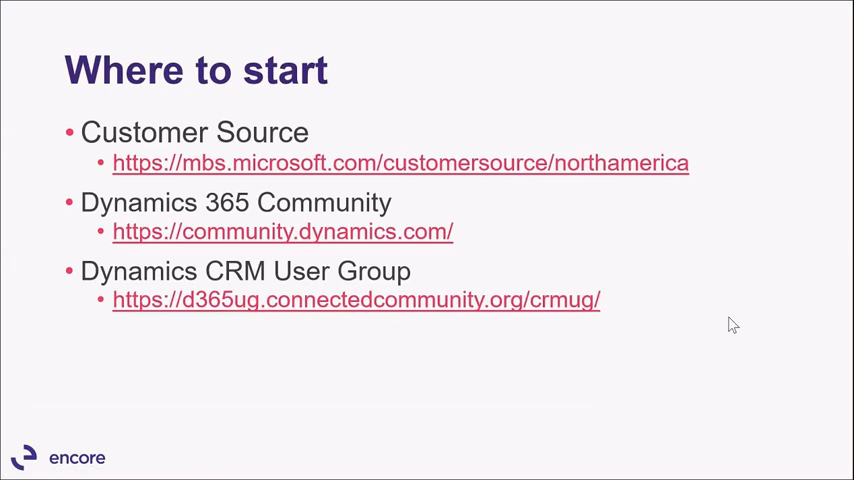 Where to start
• Customer Source
• https://mbs.microsoft.com/customersource/northamerica
• Dynamics 365 Community
• https://community.dynamics.com/
• Dynamics CRM User Group
• https://d365ug.connectedcommunity.org/crmug/
encore